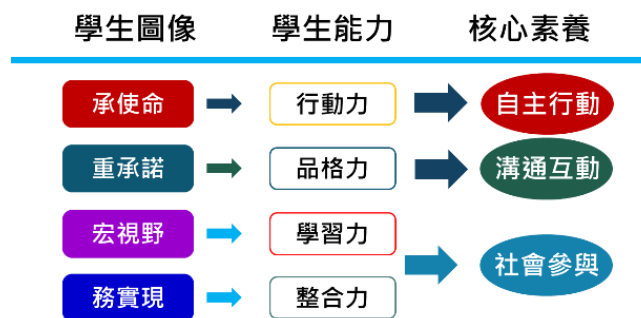 學生圖像 學生能力 核心素養
承使命 行動力 自主行動
重承諾 品格力 溝通互動
宏視野 學習力
社會參與
務實現 整合力